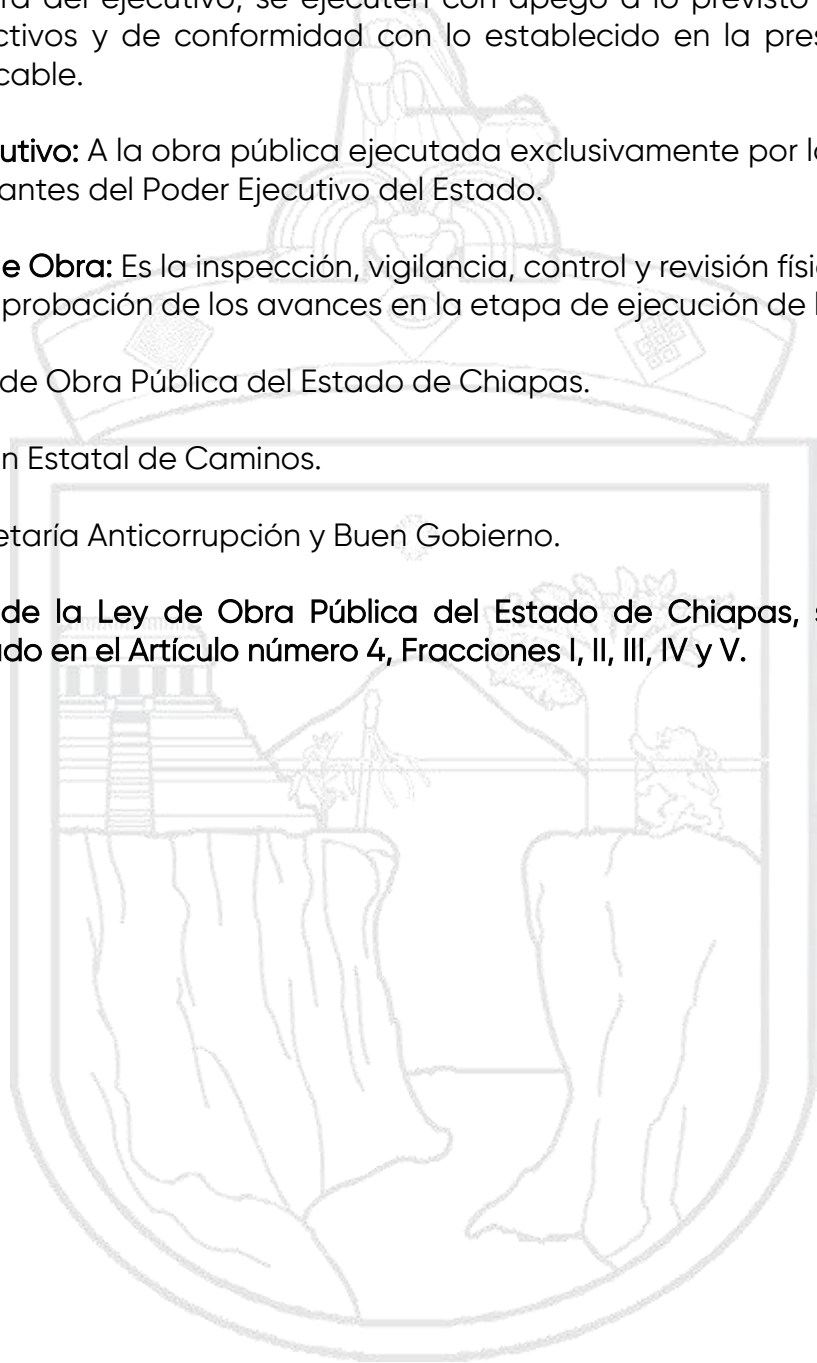 ra del ejecutivo, se ejecuten con apego a lo previsto
ctivos y de conformidad con lo establecido en la pres
cable.
utivo: A la obra pública ejecutada exclusivamente por l
antes del Poder Ejecutivo del Estado.
e Obra: Es la inspección, vigilancia, control y revisión físi
probación de los avances en la etapa de ejecución de l
de Obra Pública del Estado de Chiapas.
n Estatal de Caminos.
etaría Anticorrupción y Buen Gobierno.
de la Ley de Obra Pública del Estado de Chiapas, s
do en el Artículo número 4, Fracciones I, II, III, IV y V.